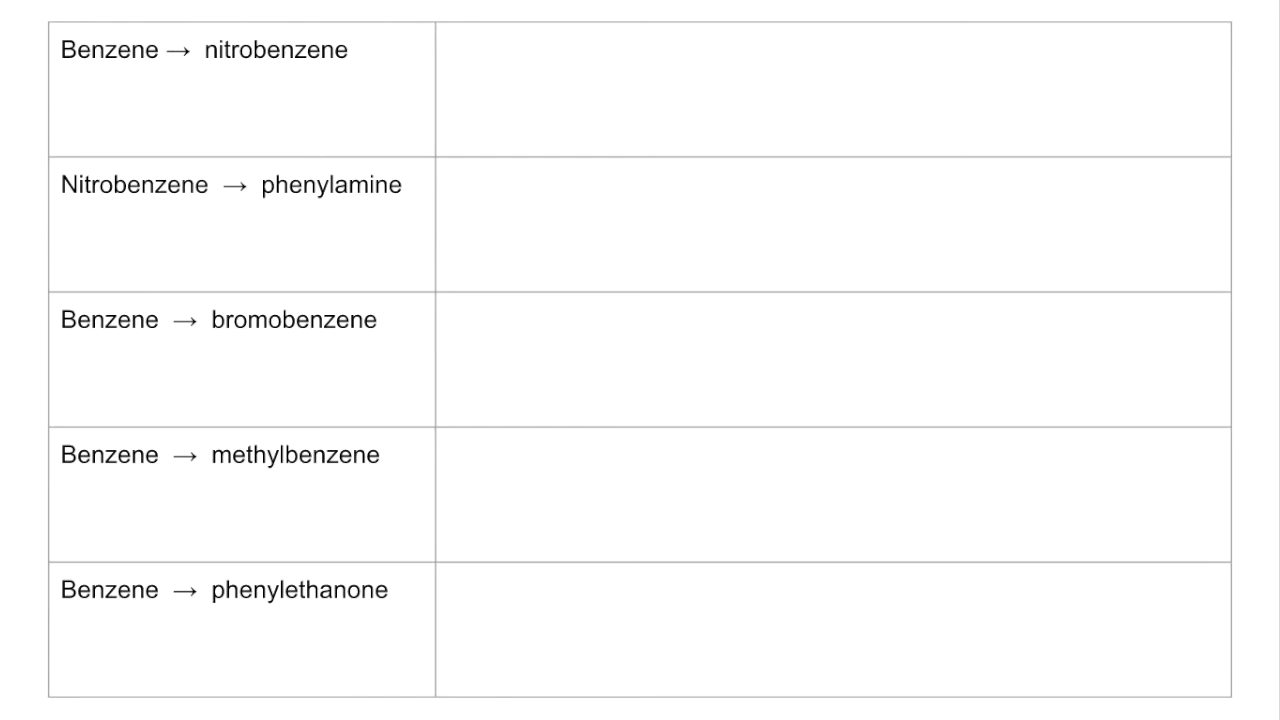 Benzene → nitrobenzene
Nitrobenzene → phenylamine
Benzene → bromobenzene
Benzene → methylbenzene
Benzene → phenylethanone